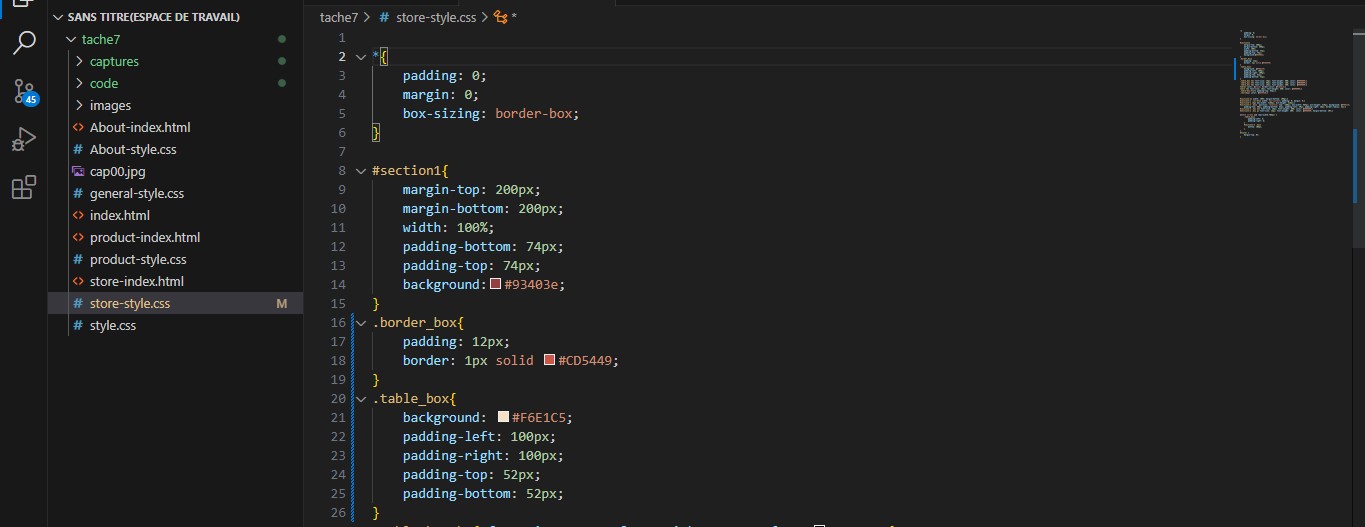 SANS TITRE(ESPACE DE TRAVAIL)
tache7
captures
code
images
About-index.html
# About-style.css
cap00.jpg
# general-style.css
index.html
product-index.html
# product-style.css
store-index.html
# store-style.css M
# style.css
45
tache7 > # store-style.css > *
1
2 *{
3 padding: 0;
4 margin: 0;
5 box-sizing: border-box;
6 }
7
8 #section1{
9 margin-top: 200px;
10 margin-bottom: 200px;
11 width: 100%;
12 padding-bottom: 74px;
13 padding-top: 74px;
14 background: #93403e;
15 }
16 .border_box{
17 padding: 12px;
18 border: 1px solid #CD5449;
19 }
20 .table_box{
21 background: #F6E1C5;
22 padding-left: 100px;
23 padding-right: 100px;
24 padding-top: 52px;
25 padding-bottom: 52px;
26 }